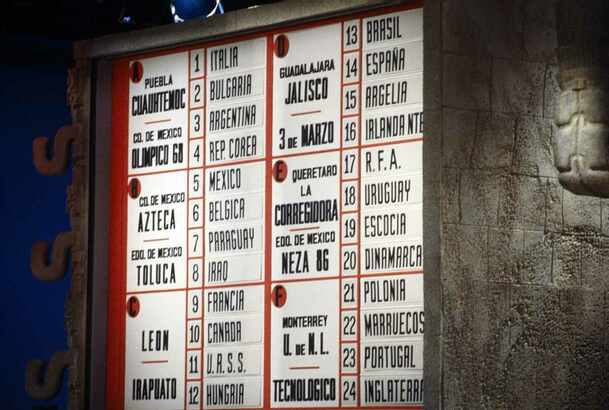 A
PUEBLA
CUAUHTEMOC
CD. DE MEXICO
OLIMPICO 68
1 ITALIA
2 BULGARIA
3 ARGENTINA
4 REP COREA
B
CD. DE MEXICO
AZTECA
EDO. DE MEXICO
TOLUCA
5 MEXICO
6 BELGICA
7 PARAGUAY
8 IRAQ
C
LEON
IRAPUATO
9 FRANCIA
10 CANADA
11 U.R.S.S.
12 HUNGRIA
D
GUADALAJARA
JALISCO
3 DE MARZO
13 BRASIL
14 ESPAÑA
15 ARGELIA
16 IRLANDA NTE
E
QUERETARO
LA
CORREGIDORA
EDO. DE MEXICO
NEZA 86
17 R.F.A.
18 URUGUAY
19 ESCOCIA
20 DINAMARCA
F
MONTERREY
U. DE N.L.
TECNOLOGICO
21 POLONIA
22 MARRUECOS
23 PORTUGAL
24 INGLATERRA